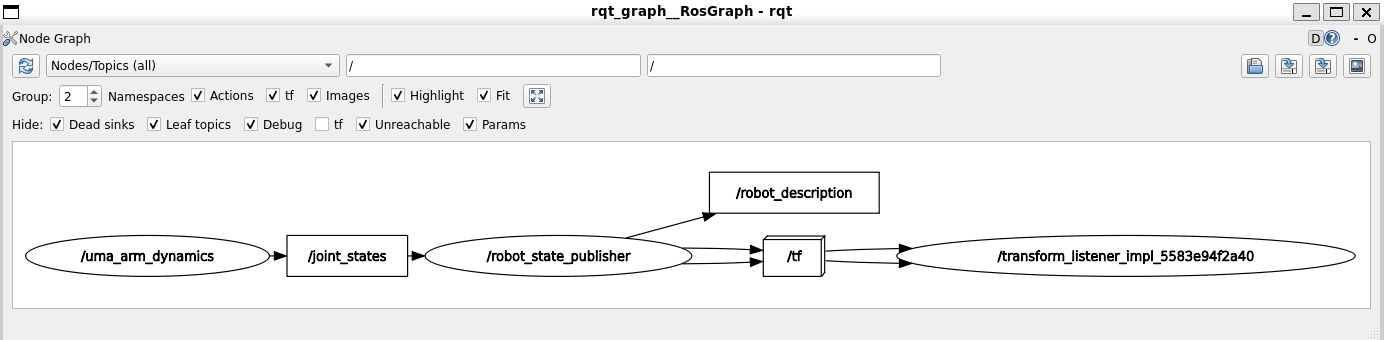 rqt_graph__RosGraph - rqt
Node Graph
D
- O
Nodes/Topics (all)
/
/
Group: 2 Namespaces Actions tf Images Highlight Fit
Hide: Dead sinks Leaf topics Debug tf Unreachable Params
/robot_description
/uma_arm_dynamics
/joint_states
/robot_state_publisher
/tf
/transform_listener_impl_5583e94f2a40